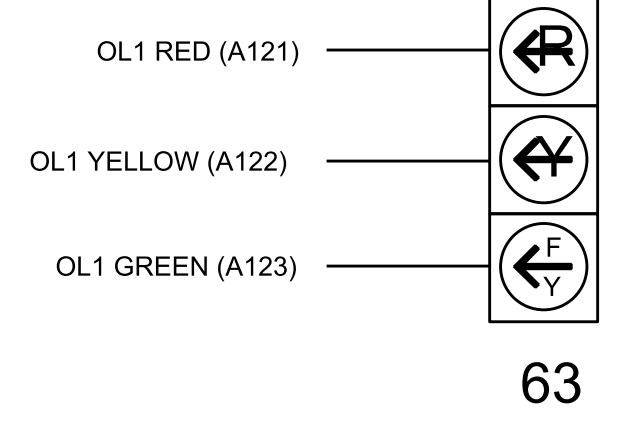 OL1 RED (A121)
R
OL1 YELLOW (A122)
Y
OL1 GREEN (A123)
F
Y
63